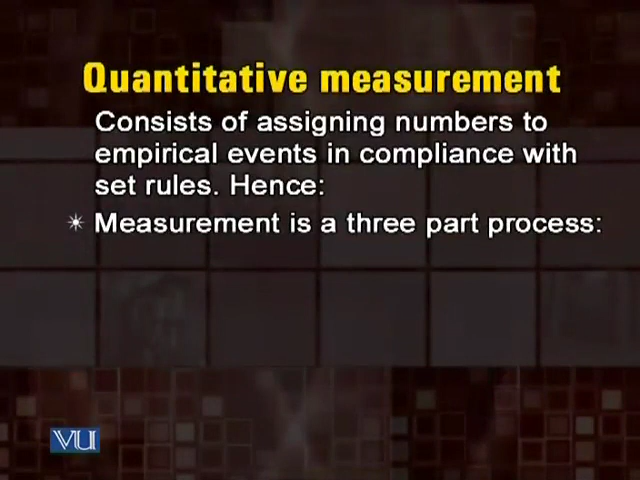 Quantitative measurement
Consists of assigning numbers to
empirical events in compliance with
set rules. Hence:
Measurement is a three part process:
VU